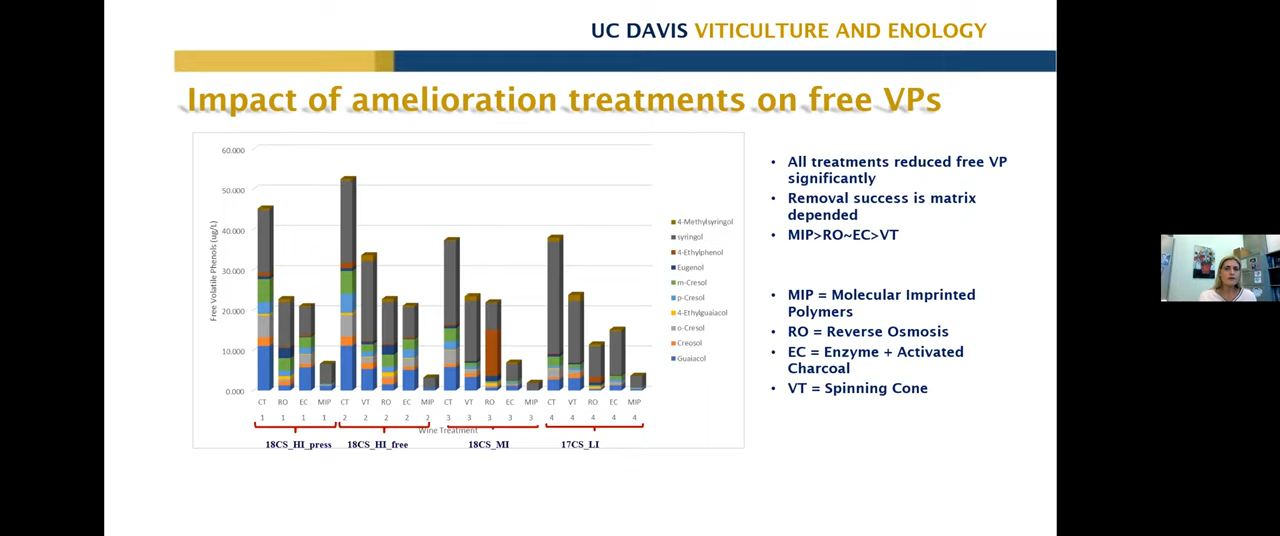 UC DAVIS VITICULTURE AND ENOLOGY
Impact of amelioration treatments on free VPs
60.000
50.000
40.000
30.000
20.000
10.000
0.000
Free Volatile Phenols (ug/L)
CT RO EC MIP CT VT RO EC MIP CT VT RO EC MIP CT VT RO EC MIP
1 1 1 1 2 2 2 2 2 3 3 3 3 3 4 4 4 4 4
Wine Treatment
18CS_HI_press 18CS_HI_free 18CS_MI 17CS_LI
4-Methylsyringol
syringol
4-Ethylphenol
Eugenol
m-Cresol
p-Cresol
4-Ethylguaiacol
o-Cresol
Creosol
Guaiacol
• All treatments reduced free VP
significantly
• Removal success is matrix
depended
• MIP>RO~EC>VT
• MIP = Molecular Imprinted
Polymers
• RO = Reverse Osmosis
• EC = Enzyme + Activated
Charcoal
• VT = Spinning Cone